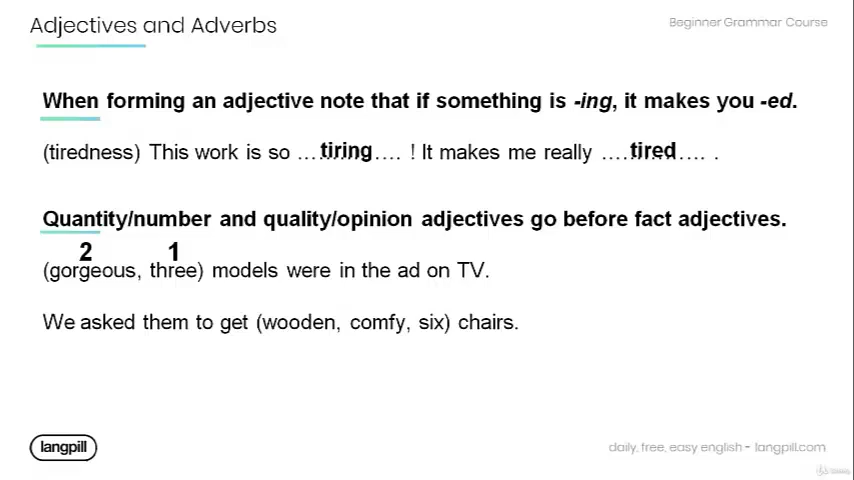 Adjectives and Adverbs
Beginner Grammar Course
When forming an adjective note that if something is -ing, it makes you -ed.
(tiredness) This work is so …tiring…. ! It makes me really ….tired…. .
Quantity/number and quality/opinion adjectives go before fact adjectives.
2 1
(gorgeous, three) models were in the ad on TV.
We asked them to get (wooden, comfy, six) chairs.
langpill
daily, free, easy english - langpill.com